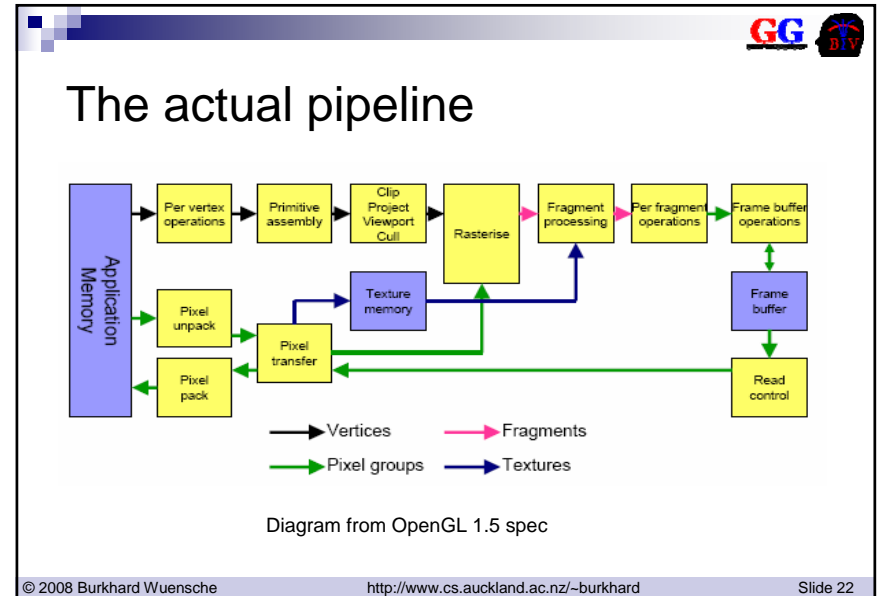 GG
BIV
The actual pipeline
Application
Memory
Per vertex
operations
Primitive
assembly
Clip
Project
Viewport
Cull
Rasterise
Fragment
processing
Per fragment
operations
Frame buffer
operations
Pixel
unpack
Pixel
transfer
Texture
memory
Frame
buffer
Pixel
pack
Read
control
Vertices
Fragments
Pixel groups
Textures
Diagram from OpenGL 1.5 spec
© 2008 Burkhard Wuensche http://www.cs.auckland.ac.nz/~burkhard Slide 22